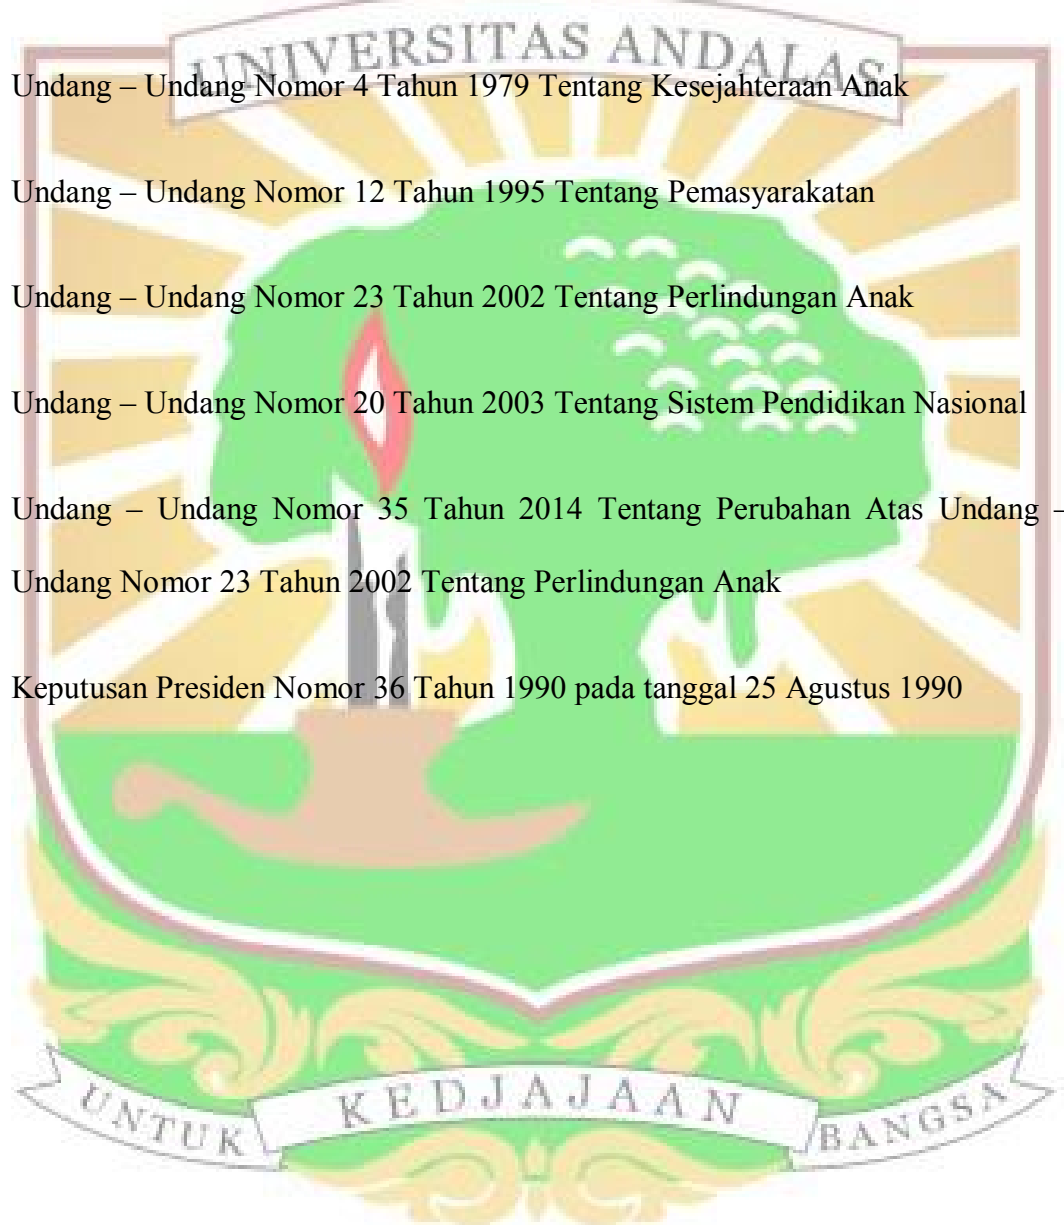 UNIVERSITAS ANDALAS
Undang – Undang Nomor 4 Tahun 1979 Tentang Kesejahteraan Anak
Undang – Undang Nomor 12 Tahun 1995 Tentang Pemasyarakatan
Undang – Undang Nomor 23 Tahun 2002 Tentang Perlindungan Anak
Undang – Undang Nomor 20 Tahun 2003 Tentang Sistem Pendidikan Nasional
Undang – Undang Nomor 35 Tahun 2014 Tentang Perubahan Atas Undang –
Undang Nomor 23 Tahun 2002 Tentang Perlindungan Anak
Keputusan Presiden Nomor 36 Tahun 1990 pada tanggal 25 Agustus 1990
UNTUK KEDJAJAAN BANGSA